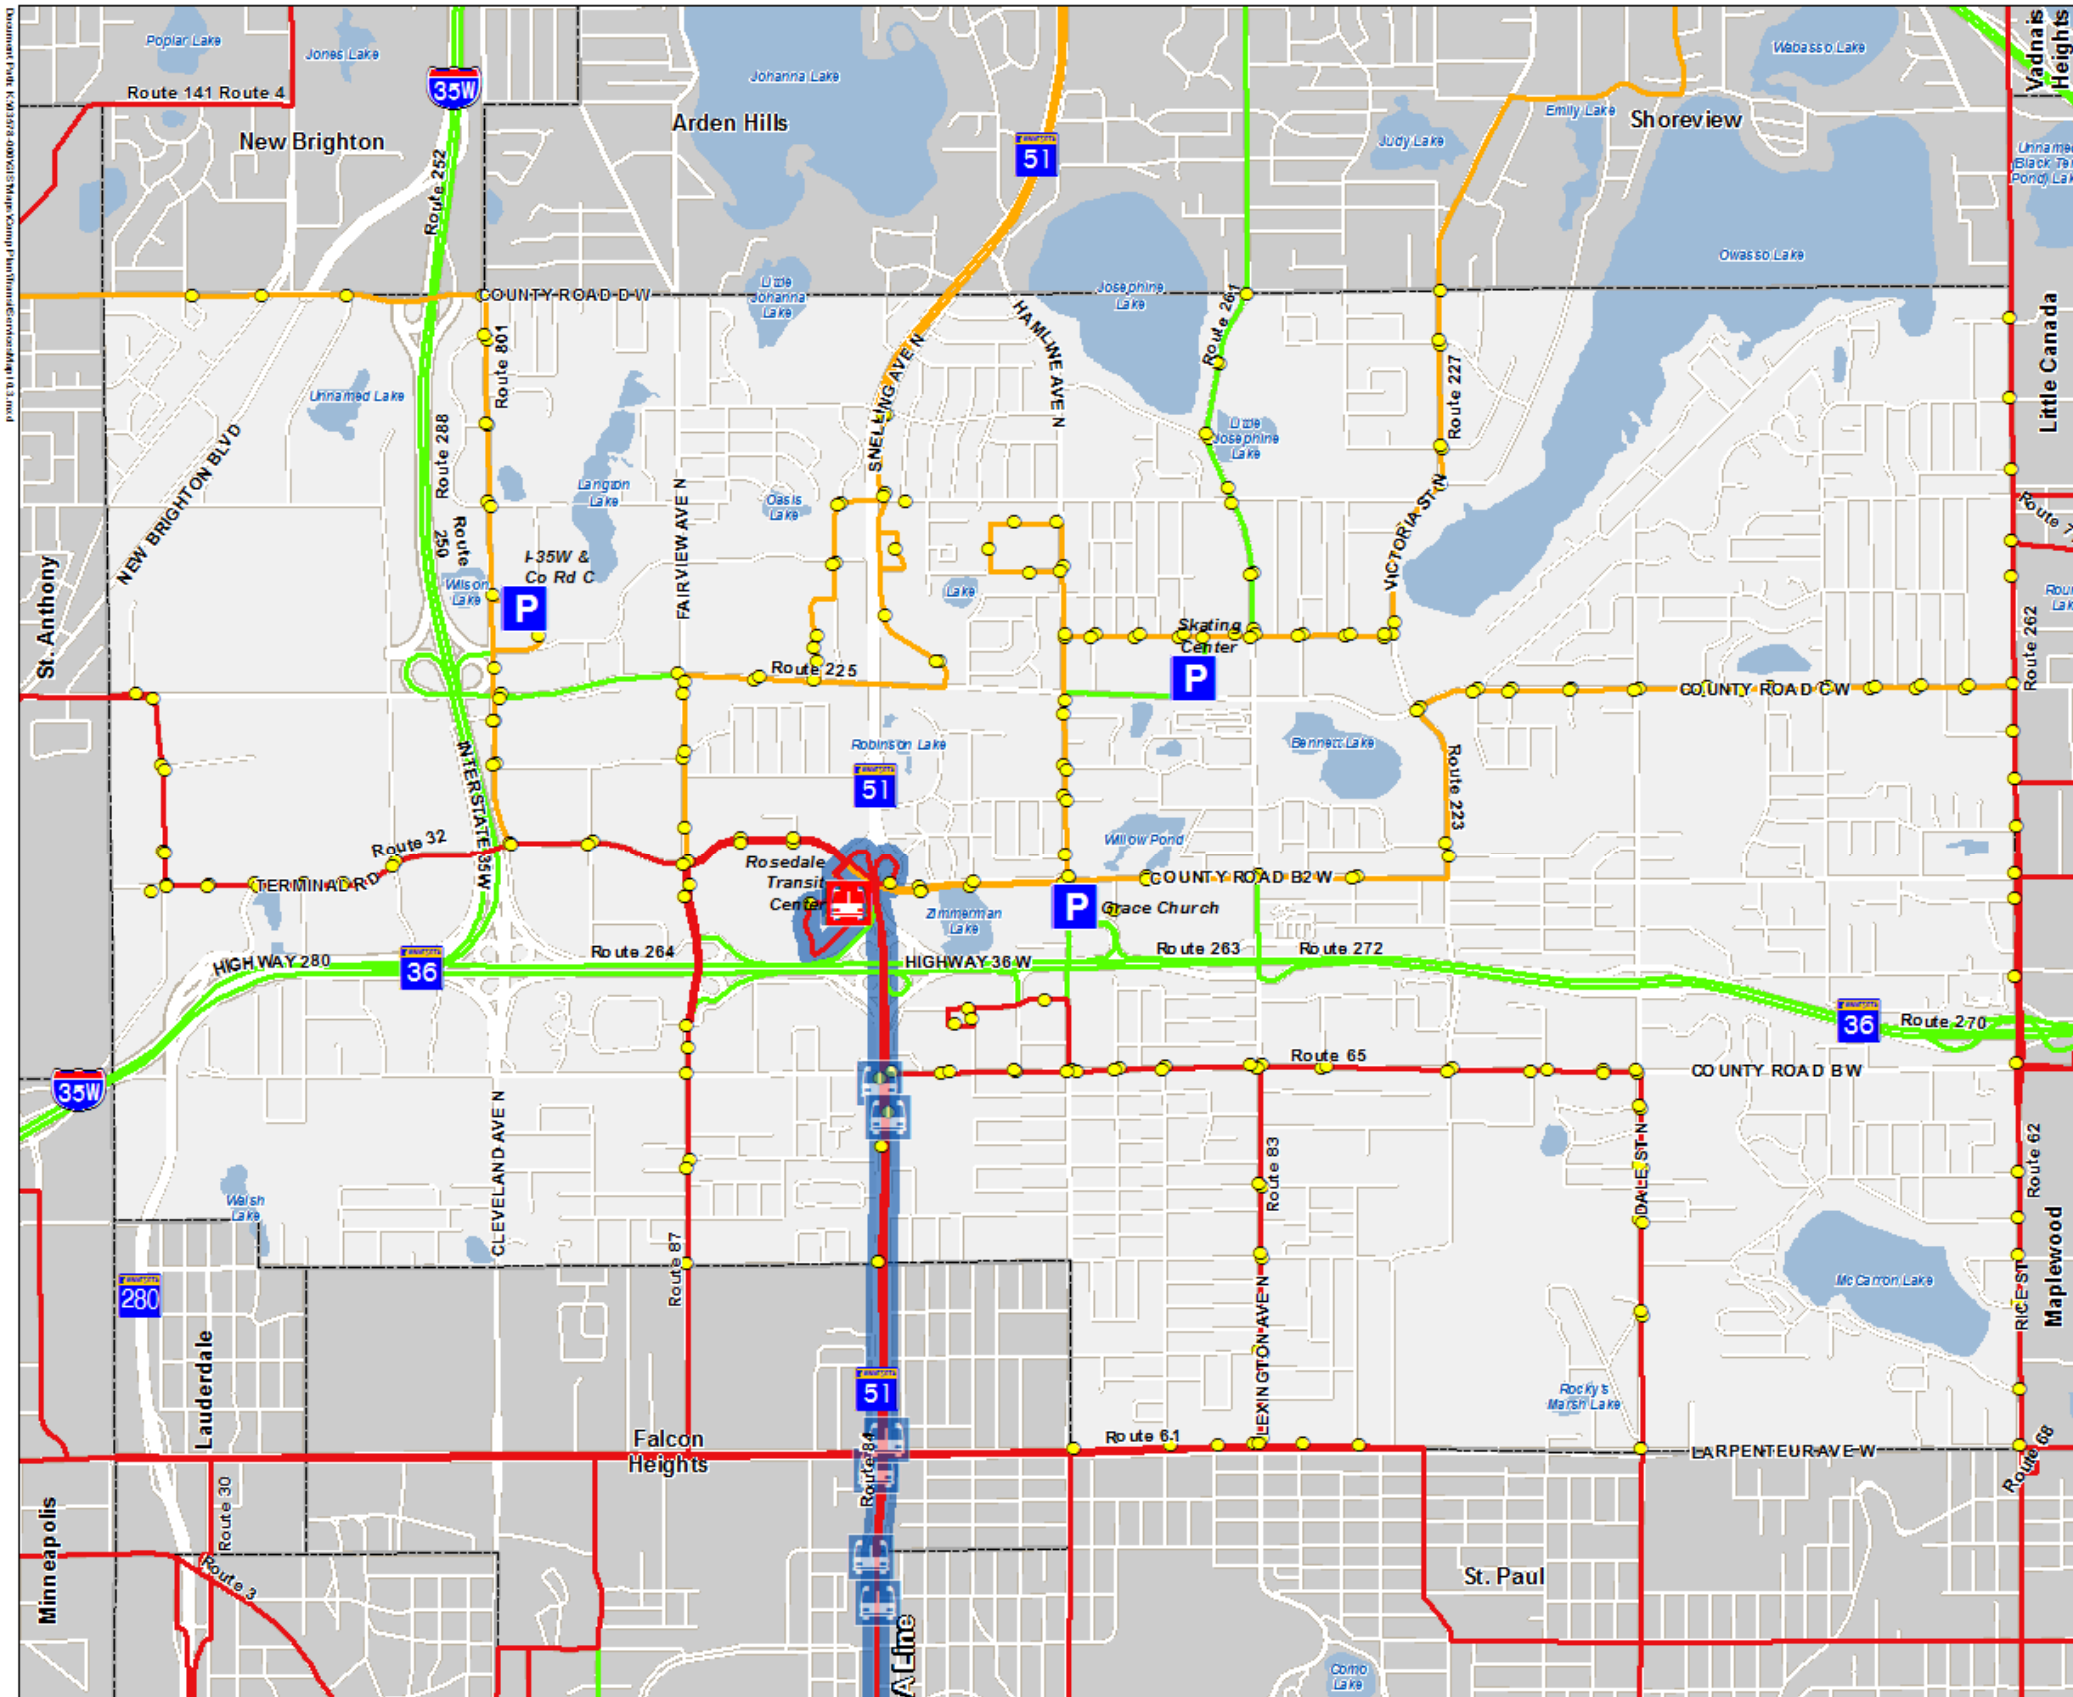 Poplar Lake
Jones Lake
Johanna Lake
Wabasso Lake
Vadnais
Heights
35W
Route 141 Route 4
New Brighton
Arden Hills
Emily Lake
Shoreview
Judy Lake
51
Route 252
Owasso Lake
Little
Johanna
Lake
Josephine
Lake
COUNTY ROAD D W
HAMLINE AVE N
Route 261
Little Canada
Route 801
SNELLING AVE N
Route 227
Unnamed Lake
Route 288
NEW BRIGHTON BLVD
Little
Josephine
Lake
Langton
Lake
Oasis
Lake
FAIRVIEW AVE N
VICTORIA ST N
Route
250
I-35W &
Co Rd C
P
Wilson
Lake
Lake
St. Anthony
Skating
Center
P
Route 262
Route 225
COUNTY ROAD C W
Robinson Lake
Bennett Lake
INTERSTATE 35W
51
Route 223
Willow Pond
Route 32
TERMINAL RD
Rosedale
Transit
Center
COUNTY ROAD B2 W
P
Grace Church
Zimmerman
Lake
HIGHWAY 280
36
Route 264
HIGHWAY 36 W
Route 263
Route 272
36
Route 270
35W
Route 65
COUNTY ROAD B W
CLEVELAND AVE N
Route 83
DALE ST N
Route 62
Walsh
Lake
Route 87
280
McCarron Lake
RICE ST
Maplewood
LEXINGTON AVE N
Lauderdale
51
Rocky's
Marsh Lake
Falcon
Heights
Route 84
Route 61
LARPENTEUR AVE W
Route 68
Minneapolis
Route 30
Route 3
St. Paul
A Line
Como
Lake